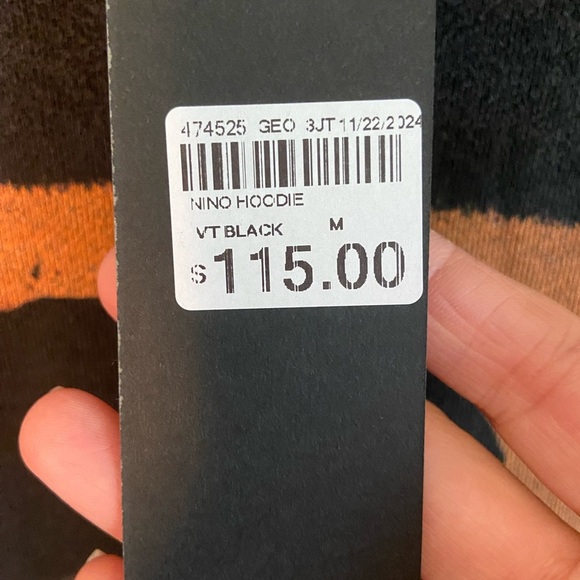 474525 GEO 3JT 11/22/2024
NINO HOODIE
VT BLACK M
$115.00